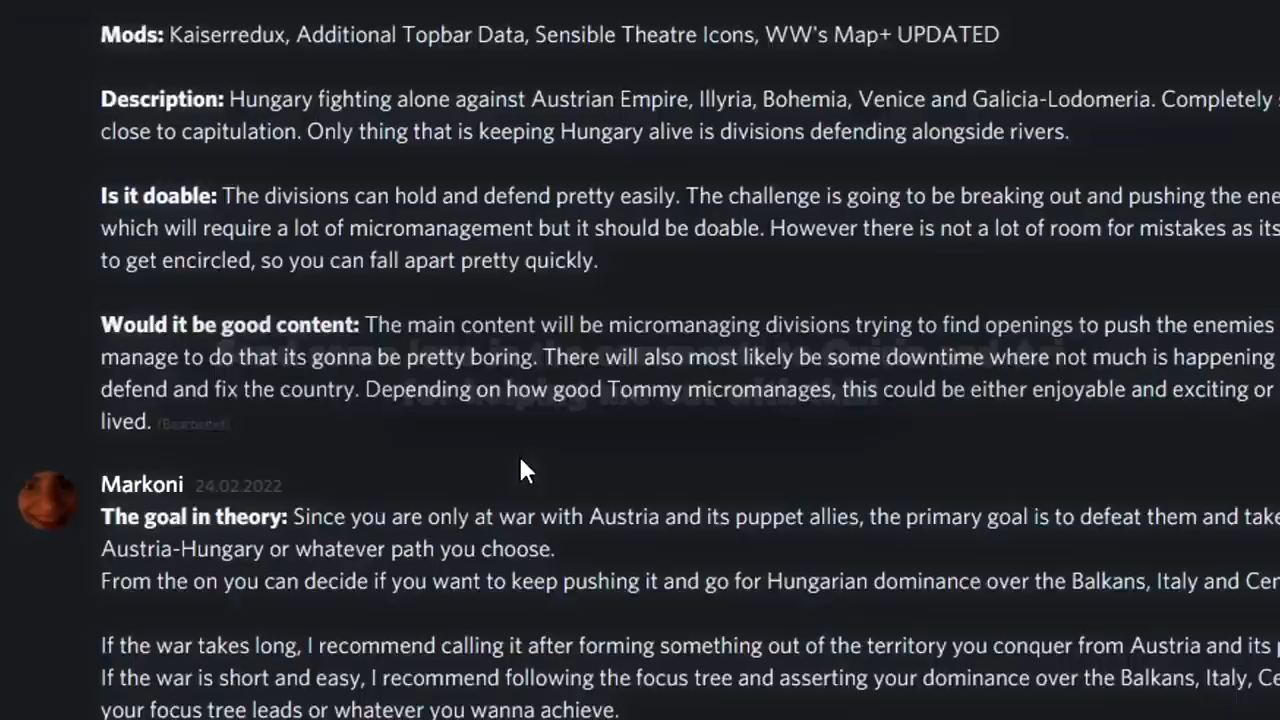 Mods: Kaiserredux, Additional Topbar Data, Sensible Theatre Icons, WW's Map+ UPDATED
Description: Hungary fighting alone against Austrian Empire, Illyria, Bohemia, Venice and Galicia-Lodomeria. Completely
close to capitulation. Only thing that is keeping Hungary alive is divisions defending alongside rivers.
Is it doable: The divisions can hold and defend pretty easily. The challenge is going to be breaking out and pushing the ene
which will require a lot of micromanagement but it should be doable. However there is not a lot of room for mistakes as its
to get encircled, so you can fall apart pretty quickly.
Would it be good content: The main content will be micromanaging divisions trying to find openings to push the enemies
manage to do that its gonna be pretty boring. There will also most likely be some downtime where not much is happening
defend and fix the country. Depending on how good Tommy micromanages, this could be either enjoyable and exciting or
lived. (Bearbeitet)
Markoni 24.02.2022
The goal in theory: Since you are only at war with Austria and its puppet allies, the primary goal is to defeat them and take
Austria-Hungary or whatever path you choose.
From the on you can decide if you want to keep pushing it and go for Hungarian dominance over the Balkans, Italy and Cen
If the war takes long, I recommend calling it after forming something out of the territory you conquer from Austria and its
If the war is short and easy, I recommend following the focus tree and asserting your dominance over the Balkans, Italy, Ce
your focus tree leads or whatever you wanna achieve.